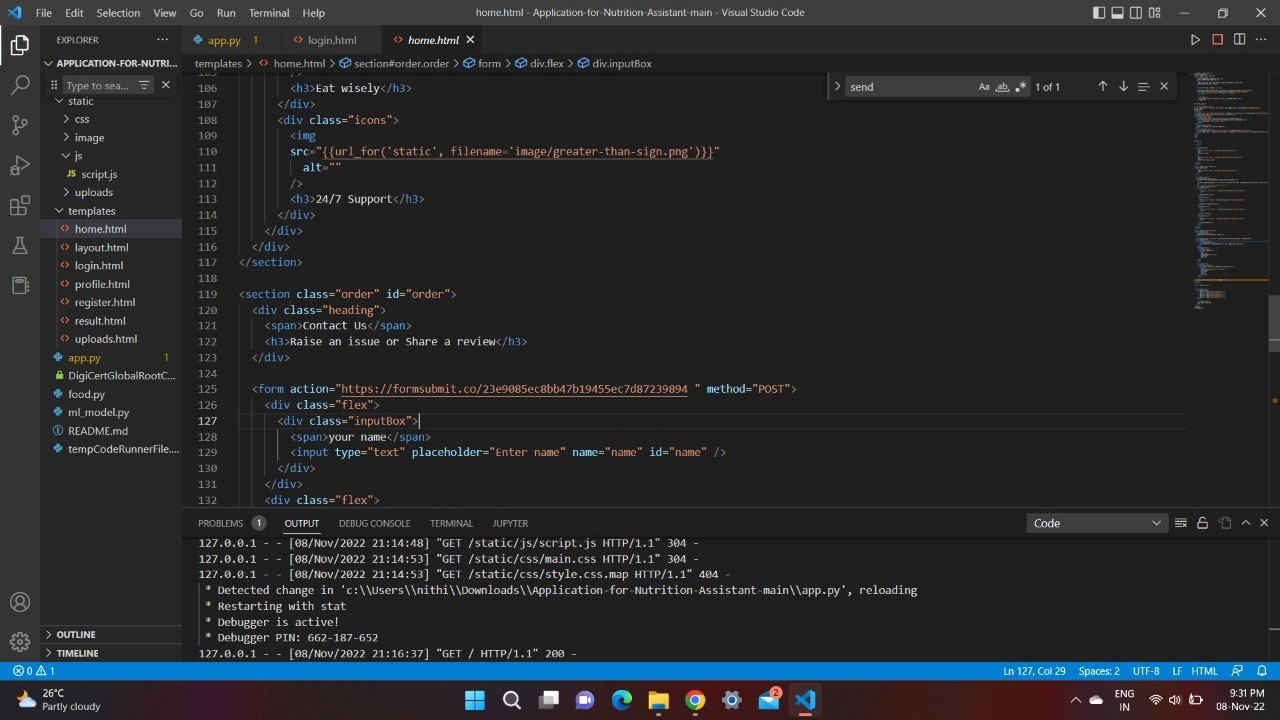 File Edit Selection View Go Run Terminal Help
home.html - Application-for-Nutrition-Assistant-main - Visual Studio Code
EXPLORER
APPLICATION-FOR-NUTRI...
Type to sea...
static
css
image
js
script.js
uploads
templates
home.html
layout.html
login.html
profile.html
register.html
result.html
uploads.html
app.py 1
DigiCertGlobalRootC...
food.py
ml_model.py
README.md
tempCodeRunnerFile....
OUTLINE
TIMELINE
app.py 1 login.html home.html
templates > home.html > section#order.order > form > div.flex > div.inputBox
send
1 of 1
105 />
106 <h3>Eat Safely</h3>
107 </div>
108 <div class="icons">
109 <img
110 src="{{url_for('static', filename='image/greater-than-sign.png')}}"
111 alt=""
112 />
113 <h3>24/7 Support</h3>
114 </div>
115 </div>
116 </div>
117 </section>
118
119 <section class="order" id="order">
120 <div class="heading">
121 <span>Contact Us</span>
122 <h3>Raise an issue or Share a review</h3>
123 </div>
124
125 <form action="https://formsubmit.co/23e9085ec8bb47b19455ec7d87239894 " method="POST">
126 <div class="flex">
127 <div class="inputBox">
128 <span>your name</span>
129 <input type="text" placeholder="Enter name" name="name" id="name" />
130 </div>
131 </div>
132 <div class="flex">
PROBLEMS 1 OUTPUT DEBUG CONSOLE TERMINAL JUPYTER
Code
127.0.0.1 - - [08/Nov/2022 21:14:48] "GET /static/js/script.js HTTP/1.1" 304 -
127.0.0.1 - - [08/Nov/2022 21:14:53] "GET /static/css/main.css HTTP/1.1" 304 -
127.0.0.1 - - [08/Nov/2022 21:14:53] "GET /static/css/style.css.map HTTP/1.1" 404 -
* Detected change in 'c:\\Users\\nithi\\Downloads\\Application-for-Nutrition-Assistant-main\\app.py', reloading
* Restarting with stat
* Debugger is active!
* Debugger PIN: 662-187-652
127.0.0.1 - - [08/Nov/2022 21:16:37] "GET / HTTP/1.1" 200 -
0 1
Ln 127, Col 29 Spaces: 2 UTF-8 LF HTML
26°C
Partly cloudy
2
ENG
IN
9:31 PM
08-Nov-22